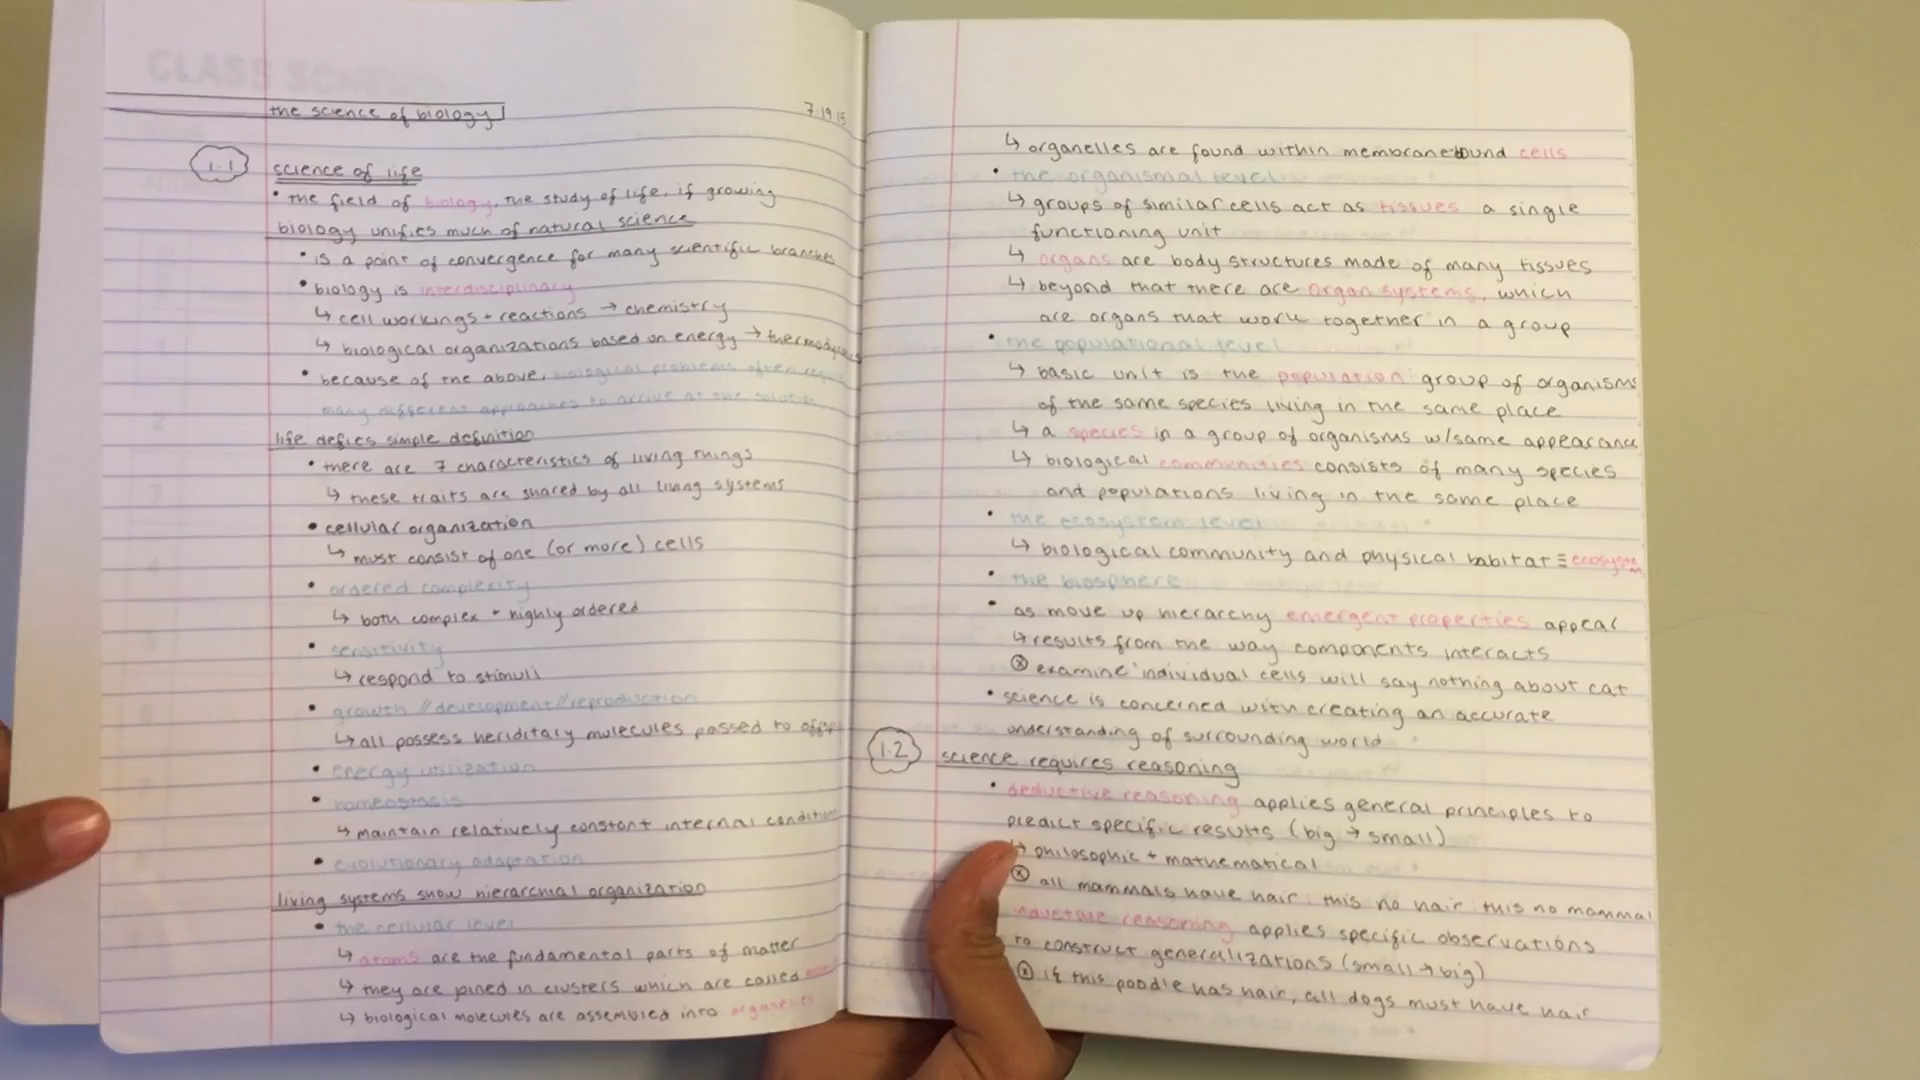 the science of biology
7 19 15
1.1
science of life
• the field of biology, the study of life, if growing
biology unifies much of natural science
• is a point of convergence for many scientific branches
• biology is interdisciplinary
↳ cell workings + reactions → chemistry
↳ biological organizations based on energy →
• because of the above, biological problems often
many different approaches to arrive at the solution
life defies simple definition
• there are 7 characteristics of living things
↳ these traits are shared by all living systems
• cellular organization
↳ must consist of one (or more) cells
• ordered complexity
↳ both complex + highly ordered
• sensitivity
↳ respond to stimuli
• growth // development // reproduction
↳ all possess heriditary molecules passed to
• energy utilization
• homeostasis
↳ maintain relatively constant internal
• evolutionary adaptation
living systems show hierarchial organization
• the cellular level
↳ atoms are the fundamental parts of matter
↳ they are joined in clusters which are called
↳ biological molecules are assembled into organelles
↳ organelles are found within membrane bound cells
• the organismal level
↳ groups of similar cells act as tissues a single
functioning unit
↳ organs are body structures made of many tissues
↳ beyond that there are organ systems, which
are organs that work together in a group
• the populational level
↳ basic unit is the population: group of organisms
of the same species living in the same place
↳ a species in a group of organisms w/same appearance
↳ biological communities consists of many species
and populations living in the same place
• the ecosystem level
↳ biological community and physical habitat ≡
• the biosphere
• as move up hierarchy emergent properties appear
↳ results from the way components interacts
ⓧ examine individual cells will say nothing about cat
• science is concerned with creating an accurate
understanding of surrounding world
1.2
science requires reasoning
• deductive reasoning applies general principles to
predict specific results (big → small)
↳ philosophic + mathematical
ⓧ all mammals have hair : this no hair this no mammal
inductive reasoning applies specific observations
to construct generalizations (small → big)
ⓧ if this poodle has hair, all dogs must have hair